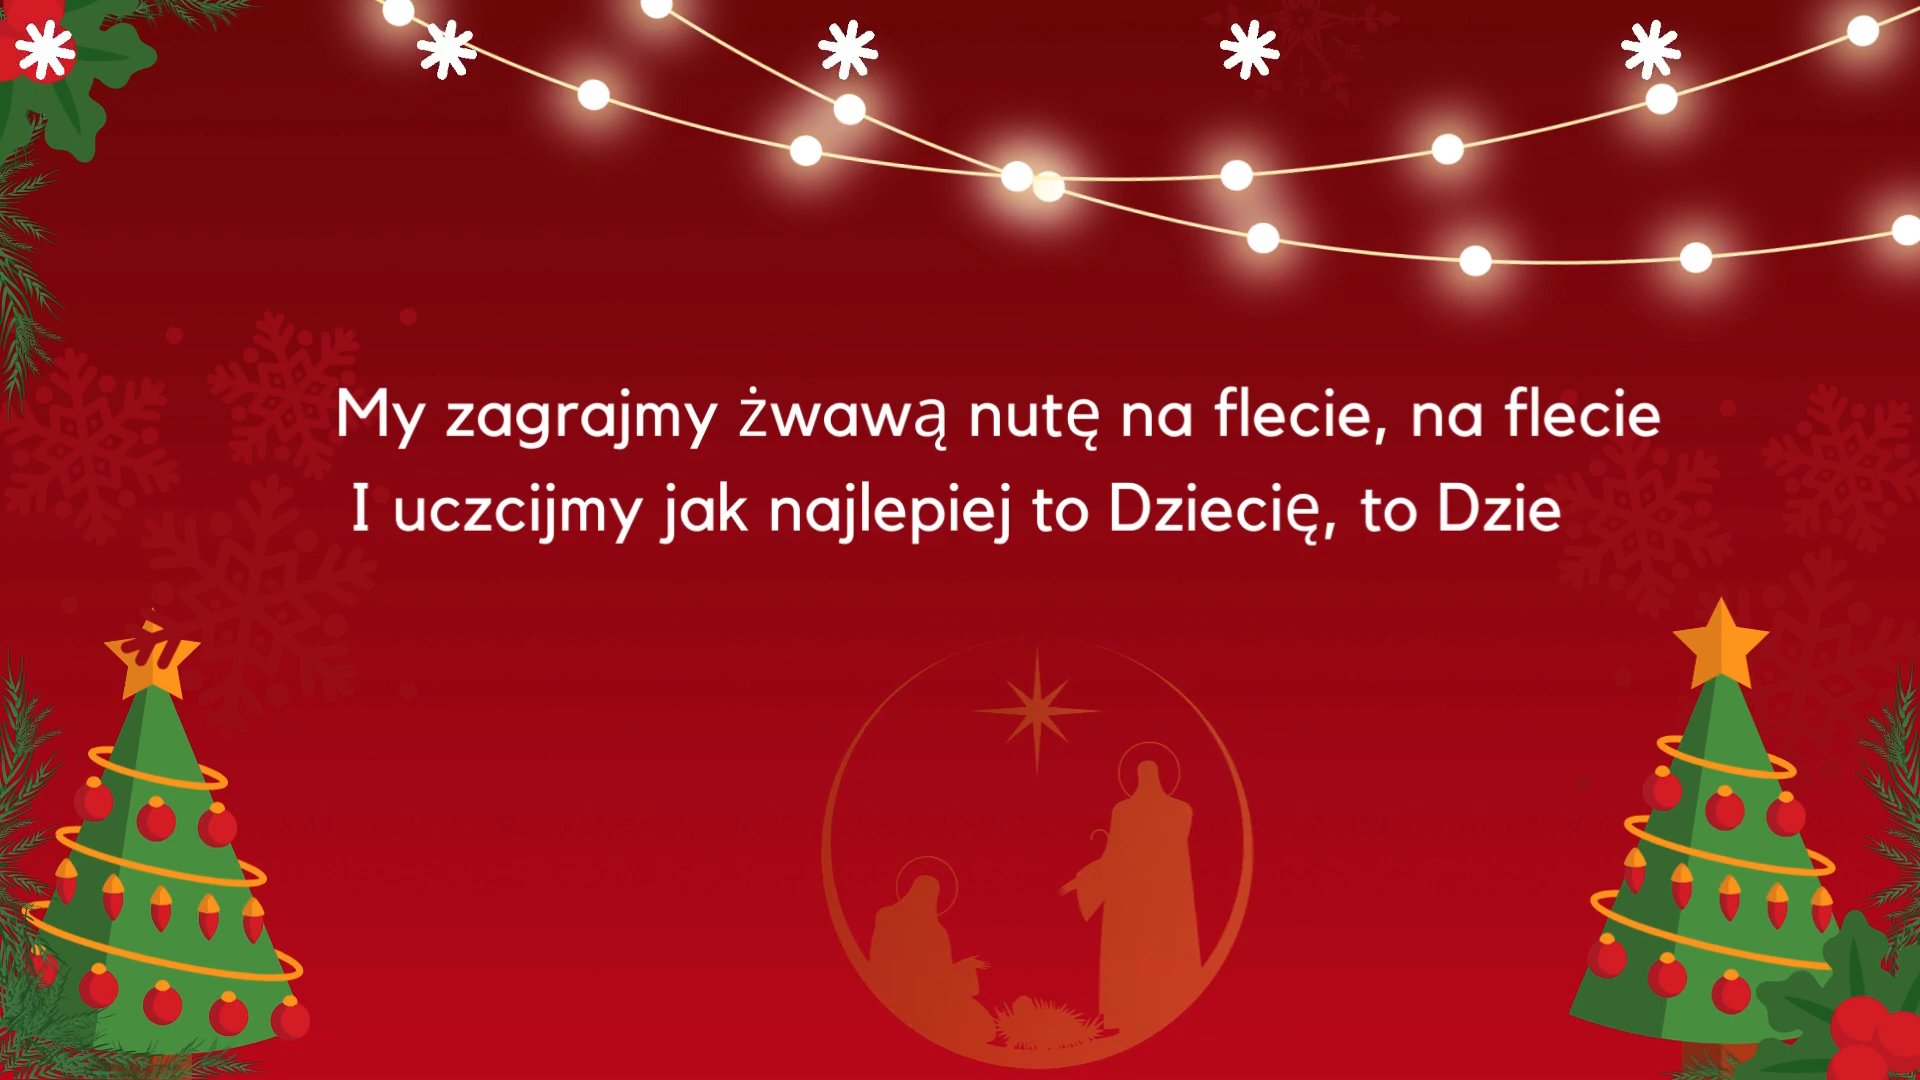 My zagrajmy żwawą nutę na flecie, na flecie
I uczcijmy jak najlepiej to Dziecię, to Dzie